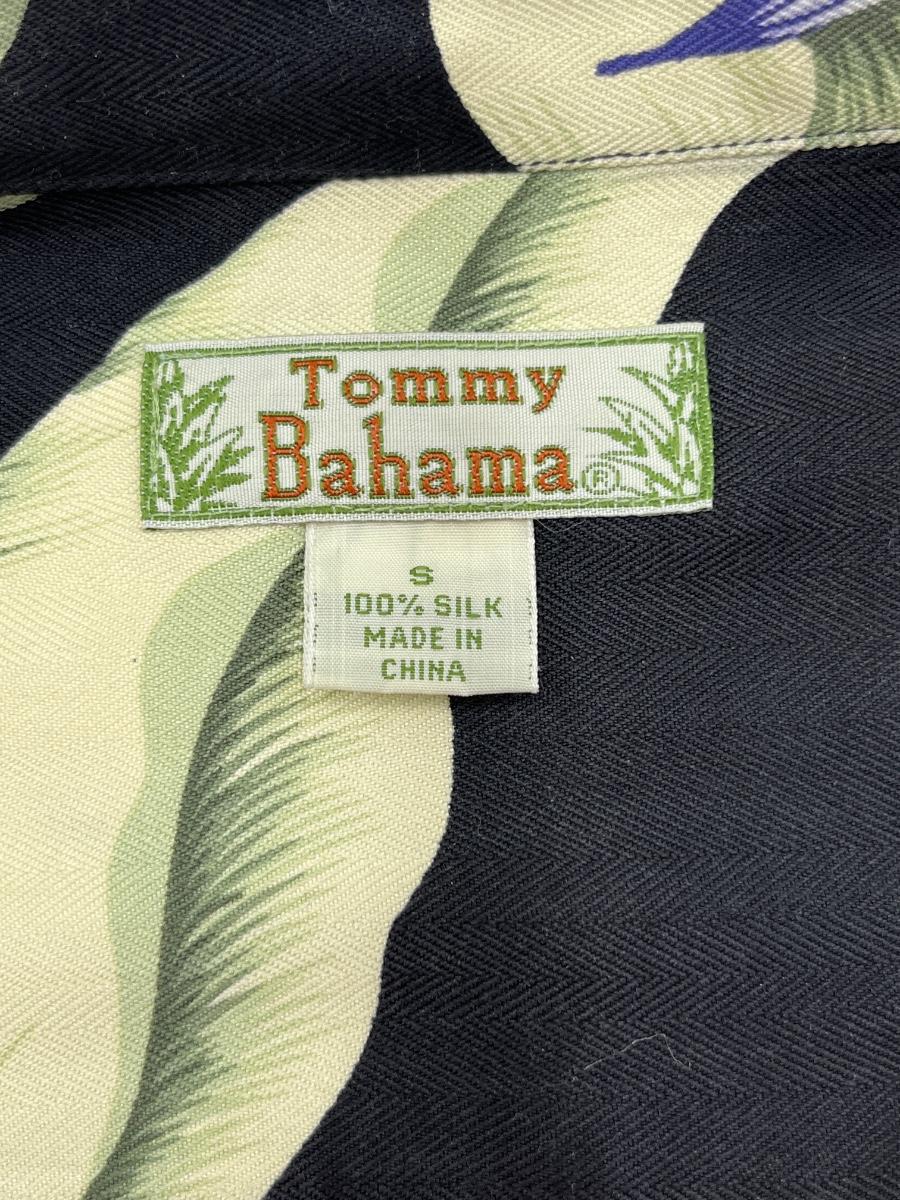 Tommy
Bahama®
S
100% SILK
MADE IN
CHINA